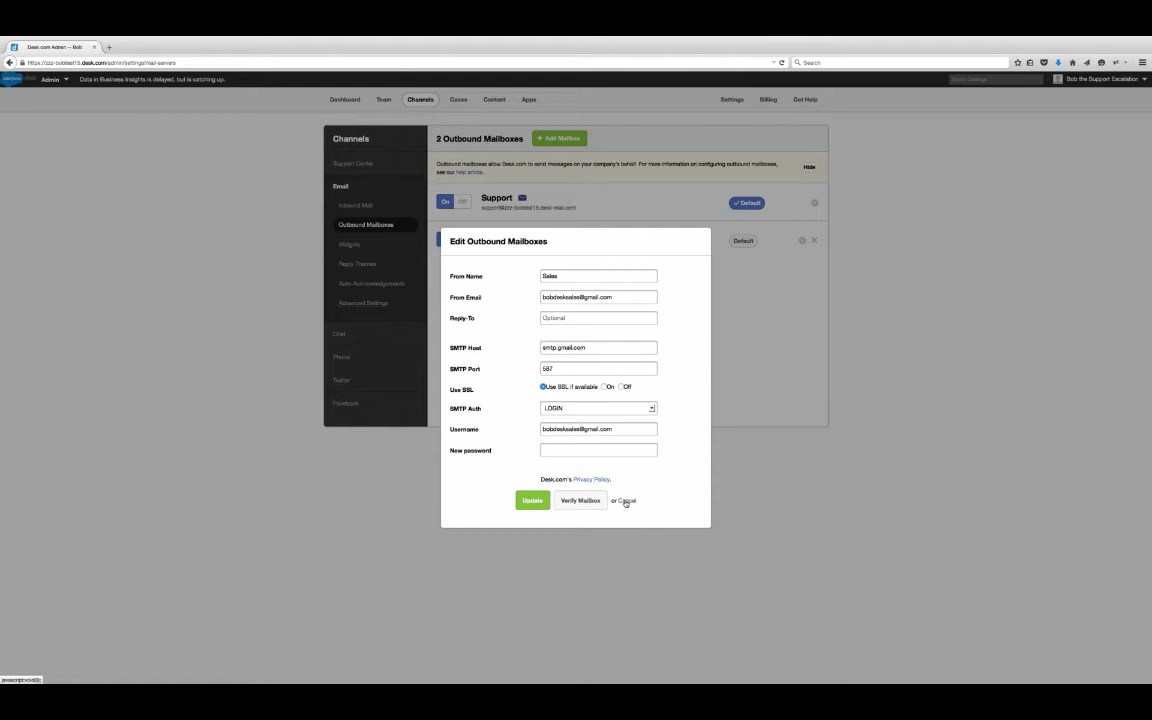 Desk.com Admin -- Bob
https://zzz-bobtest15.desk.com/admin/settings/mail-servers
Search
Admin
Data in Business Insights is delayed, but is catching up.
Search Settings
Bob the Support Escalation
Dashboard
Team
Channels
Cases
Content
Apps
Settings
Billing
Get Help
Channels
2 Outbound Mailboxes
+ Add Mailbox
Support Center
Outbound mailboxes allow Desk.com to send messages on your company's behalf. For more information on configuring outbound mailboxes,
see our help article.
Hide
Email
Inbound Mail
Outbound Mailboxes
Widgets
Reply Themes
Auto-Acknowledgements
Advanced Settings
Chat
Phone
Twitter
Facebook
On
Off
Support
support@zzz-bobtest15.desk-mail.com
Default
Default
Edit Outbound Mailboxes
From Name
Sales
From Email
bobdesksales@gmail.com
Reply-To
Optional
SMTP Host
smtp.gmail.com
SMTP Port
587
Use SSL
Use SSL if available
On
Off
SMTP Auth
LOGIN
Username
bobdesksales@gmail.com
New password
Desk.com's Privacy Policy.
Update
Verify Mailbox
or Cancel
javascript:void(0);